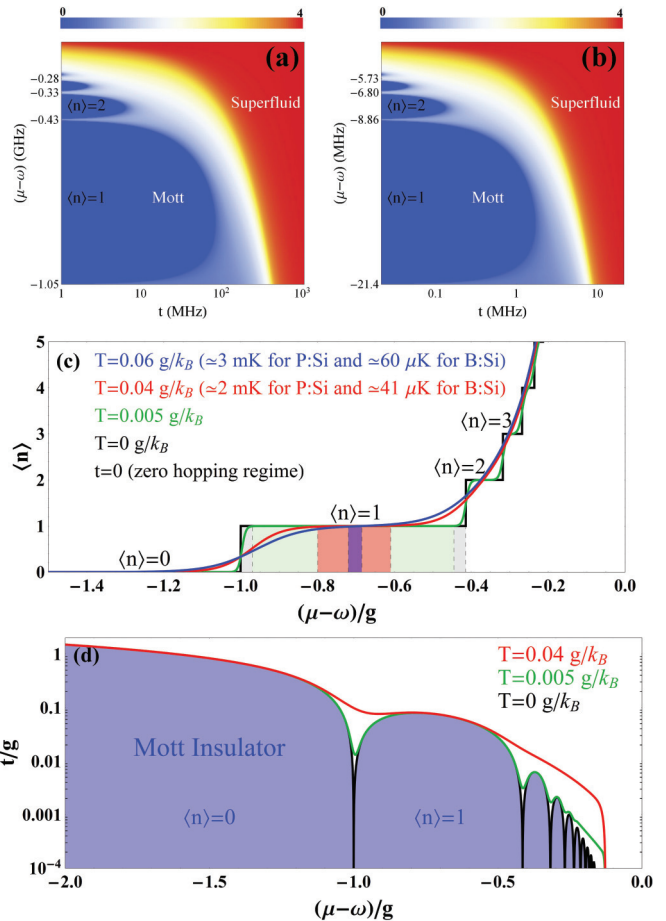 0 4 0 4
(a) (b)
-0.28 -5.73
-0.33 Superfluid -6.80 Superfluid
⟨n⟩=2 ⟨n⟩=2
-0.43 -8.86
(μ-ω) (GHz) (μ-ω) (MHz)
⟨n⟩=1 Mott ⟨n⟩=1 Mott
-1.05 -21.4
1 10 10² 10³ 0.1 1 10
t (MHz) t (MHz)
5
(c) T=0.06 g/k_B (≃3 mK for P:Si and ≃60 μK for B:Si)
T=0.04 g/k_B (≃2 mK for P:Si and ≃41 μK for B:Si)
4
T=0.005 g/k_B
T=0 g/k_B
3
⟨n⟩=3
t=0 (zero hopping regime)
⟨n⟩
2
⟨n⟩=2
⟨n⟩=1
1
⟨n⟩=0
0
-1.4 -1.2 -1.0 -0.8 -0.6 -0.4 -0.2 0.0
(μ-ω)/g
(d)
1
T=0.04 g/k_B
T=0.005 g/k_B
T=0 g/k_B
0.1
t/g
Mott Insulator
0.01
0.001
⟨n⟩=0 ⟨n⟩=1
10⁻⁴
-2.0 -1.5 -1.0 -0.5 0.0
(μ-ω)/g